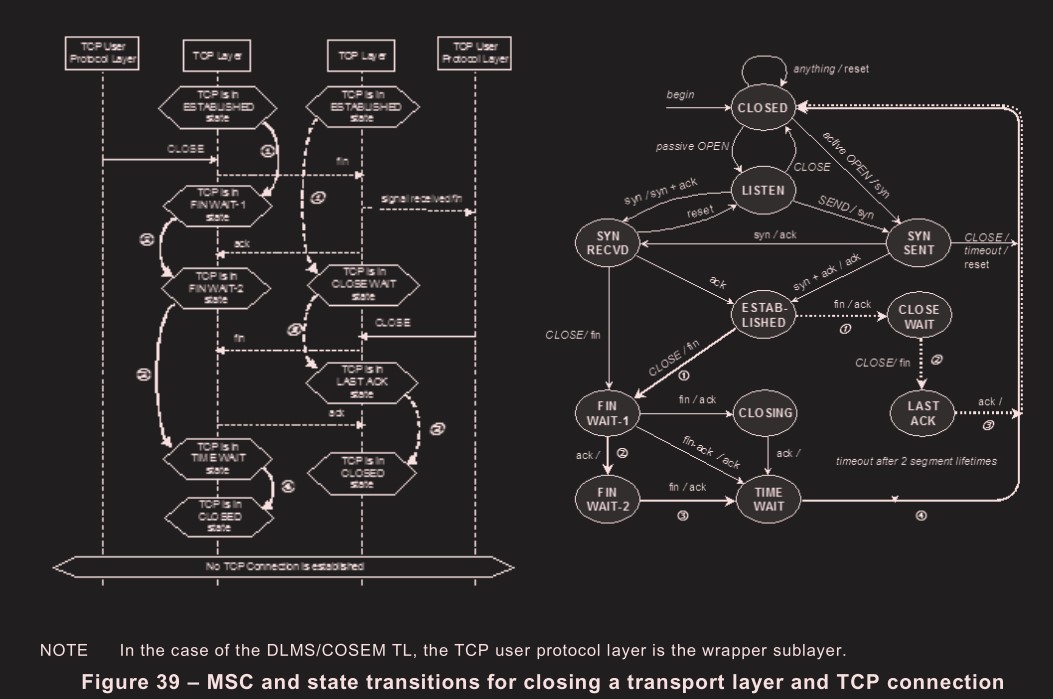 TCP User
Protocol Layer
TCP Layer
TCP Layer
TCP User
Protocol Layer
TCP is in
ESTABLISHED
state
TCP is in
ESTABLISHED
state
①
CLOSE
fin
①
TCP is in
FIN WAIT-1
state
signal received fin
②
ack
TCP is in
FIN WAIT-2
state
TCP is in
CLOSE WAIT
state
②
CLOSE
fin
③
TCP is in
LAST ACK
state
ack
③
TCP is in
TIME WAIT
state
TCP is in
CLOSED
state
④
TCP is in
CLOSED
state
No TCP Connection is established
anything / reset
begin
CLOSED
passive OPEN
CLOSE
active OPEN / syn
LISTEN
syn / syn + ack
reset
SEND / syn
SYN
RECVD
syn / ack
SYN
SENT
CLOSE /
timeout /
reset
ack
syn + ack / ack
ESTAB-
LISHED
fin / ack
①
CLOSE
WAIT
CLOSE/ fin
CLOSE / fin
①
CLOSE/ fin
②
FIN
WAIT-1
fin / ack
CLOSING
LAST
ACK
ack /
③
ack /
②
fin-ack / ack
ack /
timeout after 2 segment lifetimes
FIN
WAIT-2
fin / ack
③
TIME
WAIT
④
NOTE In the case of the DLMS/COSEM TL, the TCP user protocol layer is the wrapper sublayer.
Figure 39 – MSC and state transitions for closing a transport layer and TCP connection